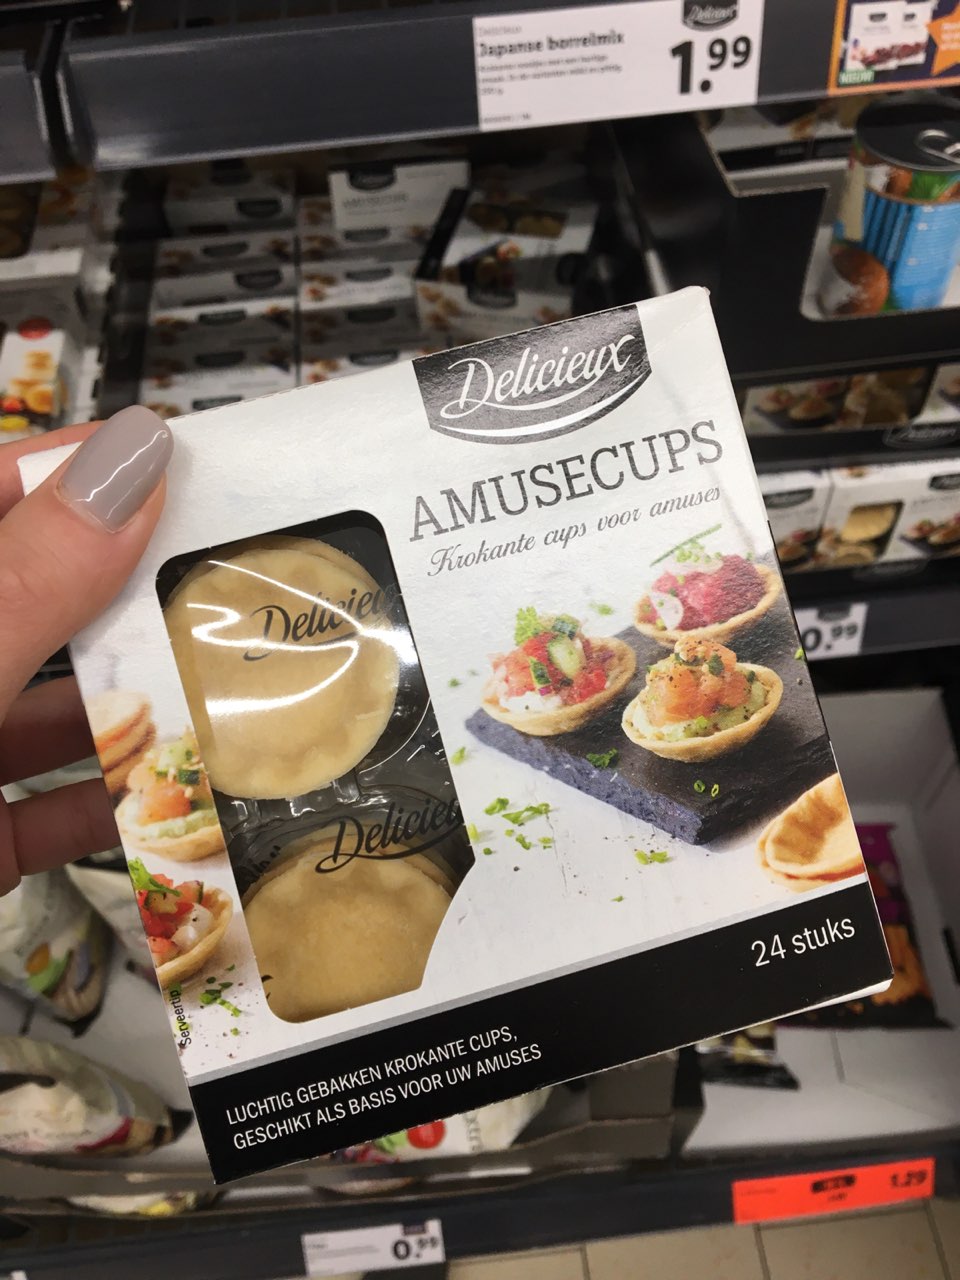 Delicieux
Japanse borrelmix
1.99
NIEUW
AMUSECUPS
Delicieux
AMUSECUPS
Krokante cups voor amuses
Delicieux
Delicieux
0.99
24 stuks
Serveertip
LUCHTIG GEBAKKEN KROKANTE CUPS,
GESCHIKT ALS BASIS VOOR UW AMUSES
1.29
0.99